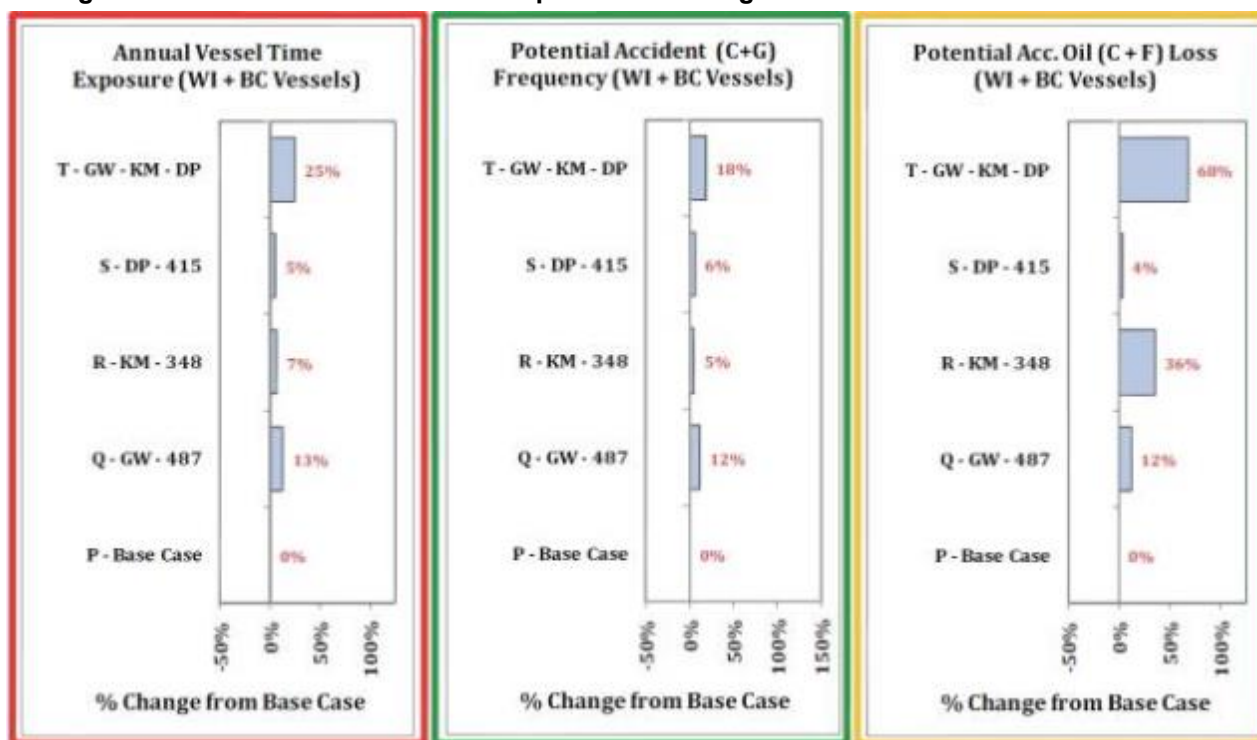 Annual Vessel Time
Exposure (WI + BC Vessels)
T - GW - KM - DP
25%
S - DP - 415
5%
R - KM - 348
7%
Q - GW - 487
13%
P - Base Case
0%
-50%
0%
50%
100%
% Change from Base Case
Potential Accident (C+G)
Frequency (WI + BC Vessels)
T - GW - KM - DP
18%
S - DP - 415
6%
R - KM - 348
5%
Q - GW - 487
12%
P - Base Case
0%
-50%
0%
50%
100%
150%
% Change from Base Case
Potential Acc. Oil (C + F) Loss
(WI + BC Vessels)
T - GW - KM - DP
68%
S - DP - 415
4%
R - KM - 348
36%
Q - GW - 487
12%
P - Base Case
0%
-50%
0%
50%
100%
% Change from Base Case